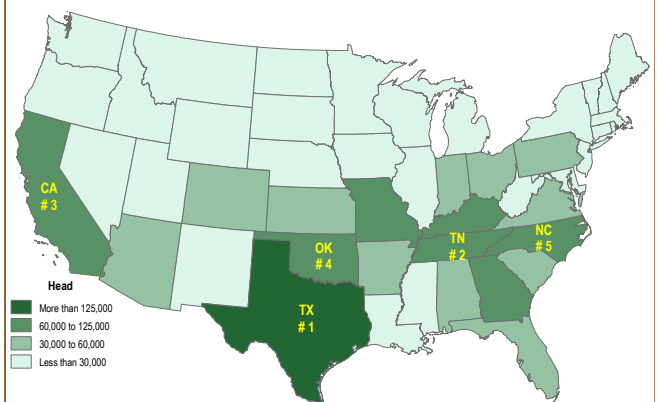 CA
# 3
OK
# 4
TN
# 2
NC
# 5
TX
# 1
Head
More than 125,000
60,000 to 125,000
30,000 to 60,000
Less than 30,000